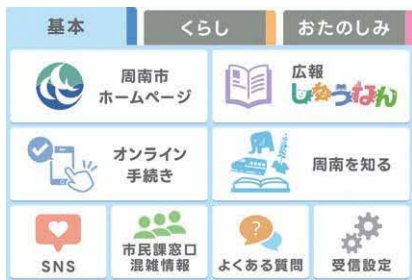 基本
くらし
おたのしみ
周南市
ホームページ
広報
しゅうなん
オンライン
手続き
周南を知る
SNS
市民課窓口
混雑情報
よくある質問
受信設定